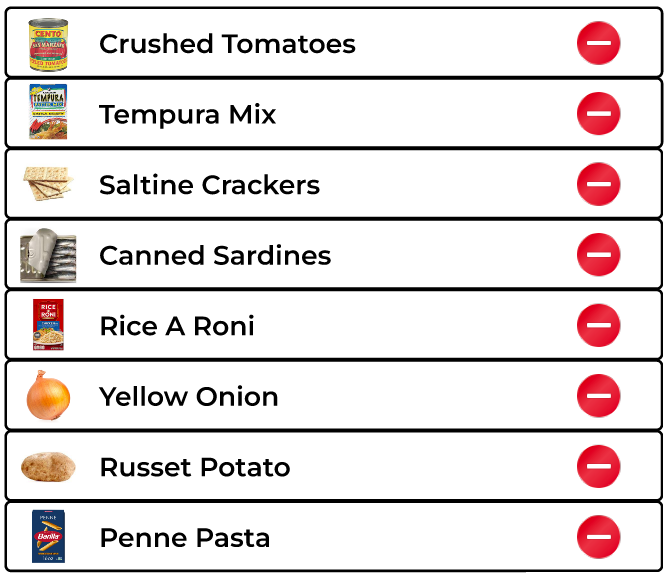 CENTO
Crushed Tomatoes
TEMPURA
Tempura Mix
Saltine Crackers
Canned Sardines
RICE
A RONI
Rice A Roni
Yellow Onion
Russet Potato
PENNE
Barilla
Penne Pasta